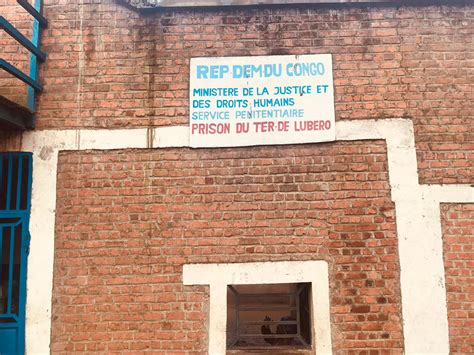 REP DEM DU CONGO
MINISTERE DE LA JUSTICE ET
DES DROITS HUMAINS
SERVICE PENITENTIAIRE
PRISON DU TER DE LUBERO